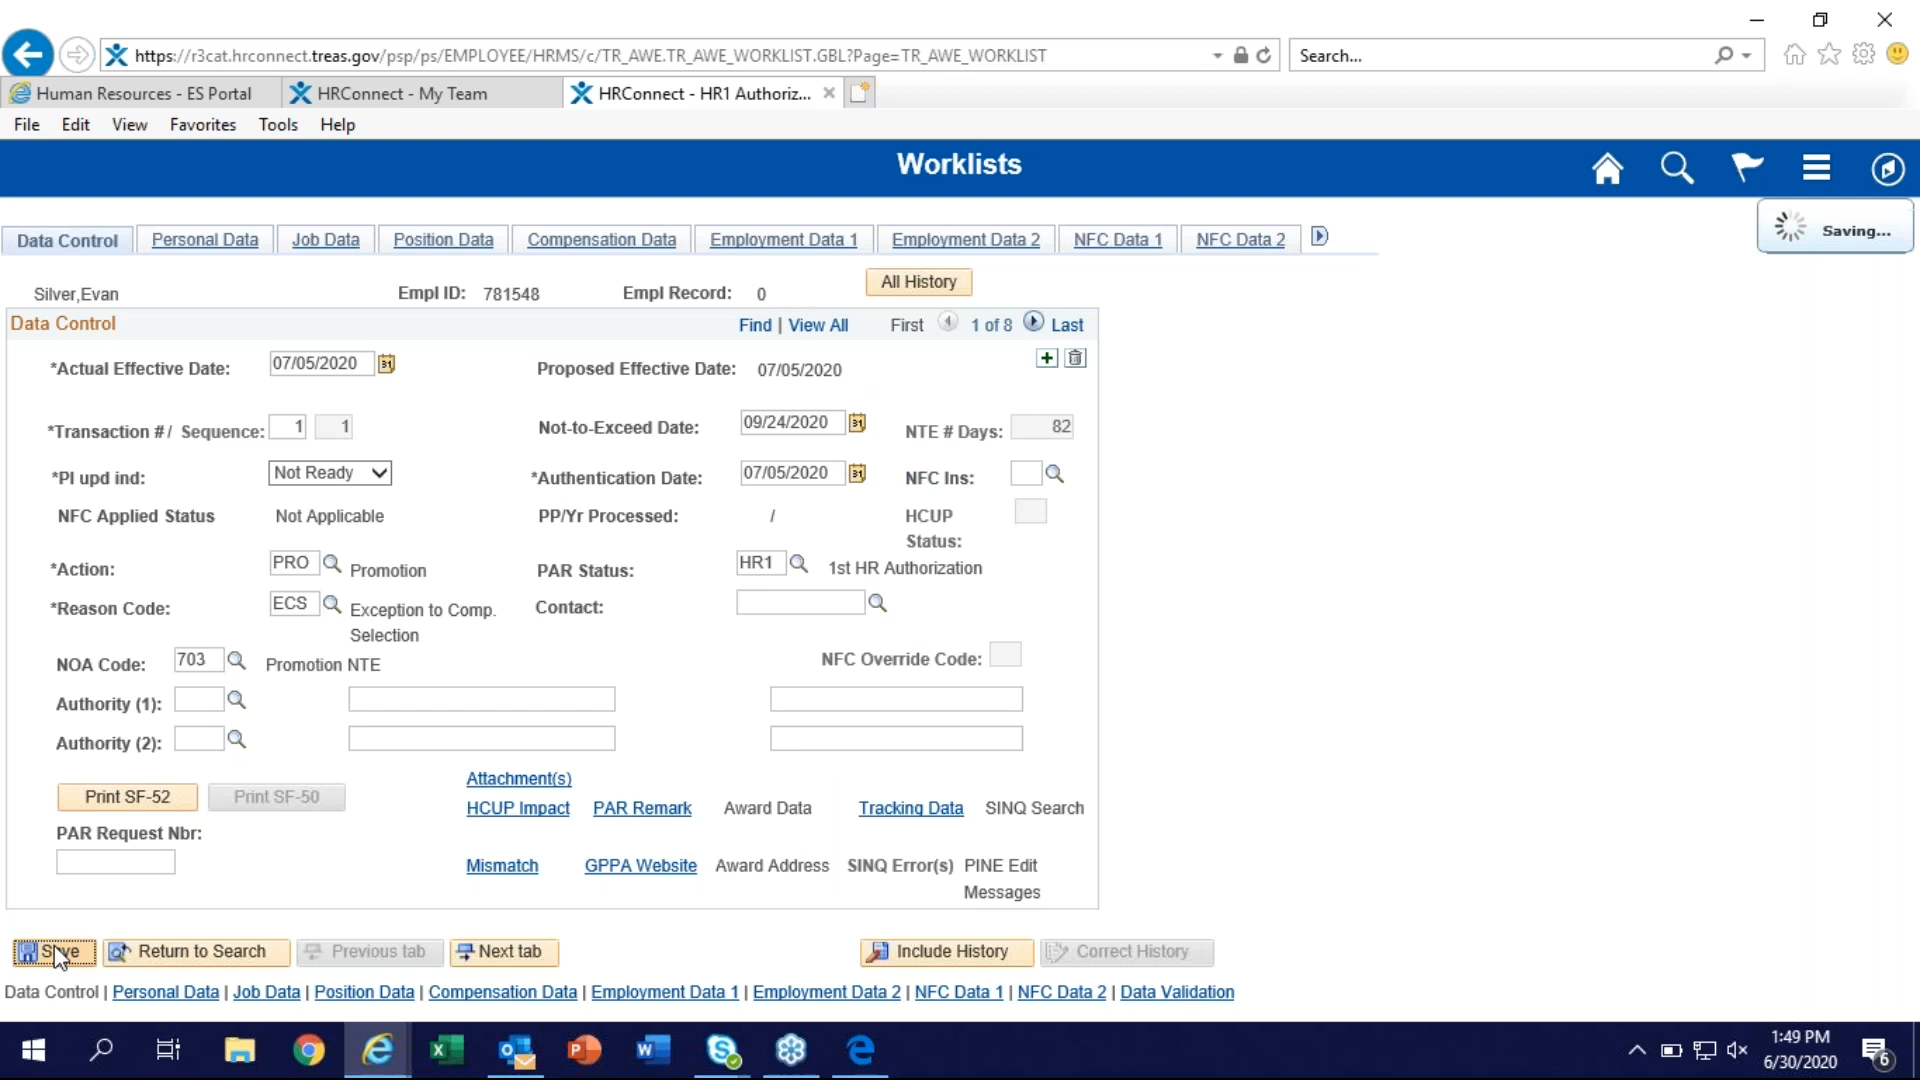 https://r3cat.hrconnect.treas.gov/psp/ps/EMPLOYEE/HRMS/c/TR_AWE.TR_AWE_WORKLIST.GBL?Page=TR_AWE_WORKLIST
Search...
Human Resources - ES Portal
HRConnect - My Team
HRConnect - HR1 Authoriz...
File Edit View Favorites Tools Help
Worklists
Data Control Personal Data Job Data Position Data Compensation Data Employment Data 1 Employment Data 2 NFC Data 1 NFC Data 2
Saving...
Silver,Evan Empl ID: 781548 Empl Record: 0 All History
Data Control Find | View All First 1 of 8 Last
*Actual Effective Date: 07/05/2020 31 Proposed Effective Date: 07/05/2020
*Transaction # / Sequence: 1 1 Not-to-Exceed Date: 09/24/2020 31 NTE # Days: 82
*PI upd ind: Not Ready *Authentication Date: 07/05/2020 31 NFC Ins:
NFC Applied Status Not Applicable PP/Yr Processed: / HCUP Status:
*Action: PRO Promotion PAR Status: HR1 1st HR Authorization
*Reason Code: ECS Exception to Comp. Selection Contact:
NOA Code: 703 Promotion NTE NFC Override Code:
Authority (1):
Authority (2):
Print SF-52 Print SF-50 Attachment(s)
HCUP Impact PAR Remark Award Data Tracking Data SINQ Search
PAR Request Nbr:
Mismatch GPPA Website Award Address SINQ Error(s) PINE Edit Messages
Save Return to Search Previous tab Next tab Include History Correct History
Data Control | Personal Data | Job Data | Position Data | Compensation Data | Employment Data 1 | Employment Data 2 | NFC Data 1 | NFC Data 2 | Data Validation
1:49 PM
6/30/2020
6